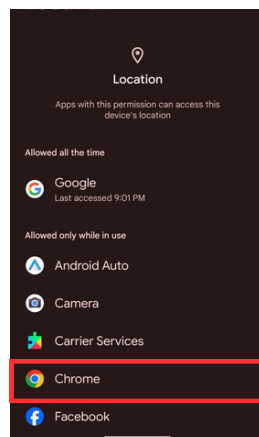 Location
Apps with this permission can access this
device's location
Allowed all the time
Google
Last accessed 9:01 PM
Allowed only while in use
Android Auto
Camera
Carrier Services
Chrome
Facebook